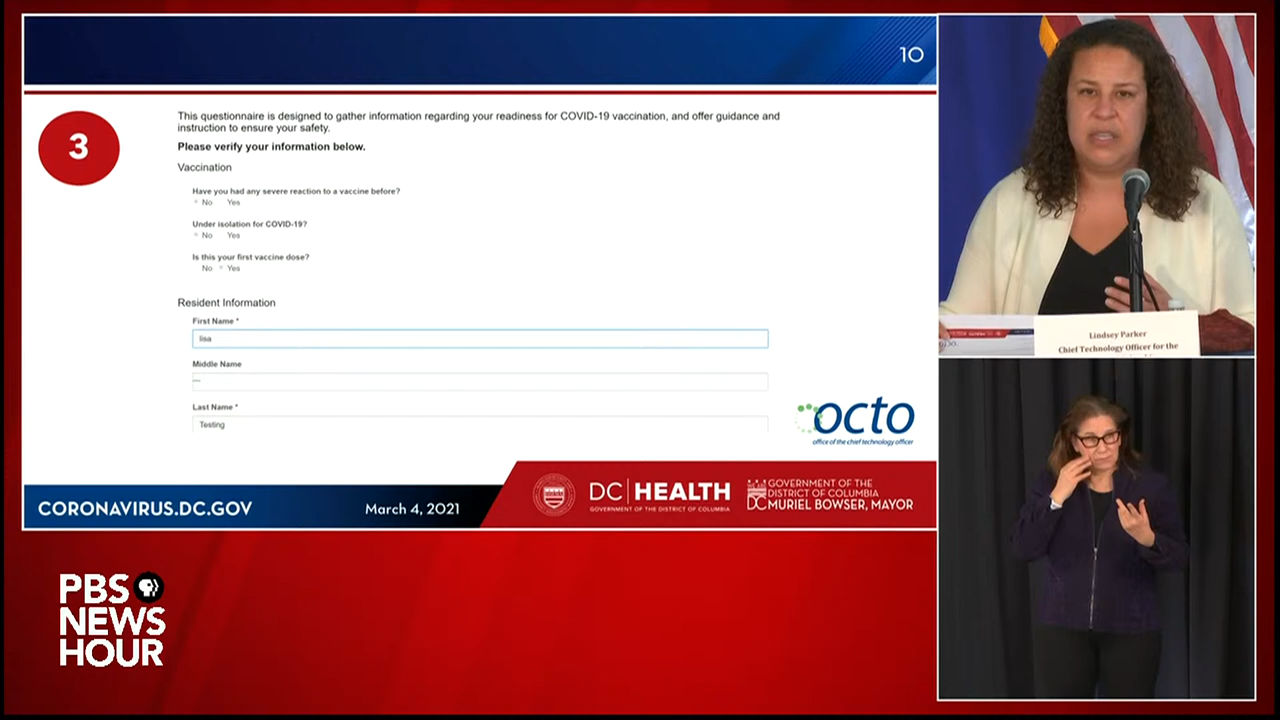 10
3
This questionnaire is designed to gather information regarding your readiness for COVID-19 vaccination, and offer guidance and
instruction to ensure your safety.
Please verify your information below.
Vaccination
Have you had any severe reaction to a vaccine before?
No Yes
Under isolation for COVID-19?
No Yes
Is this your first vaccine dose?
No Yes
Resident Information
First Name *
lisa
Middle Name
Last Name *
Testing
octo
office of the chief technology officer
CORONAVIRUS.DC.GOV
March 4, 2021
DC HEALTH
GOVERNMENT OF THE DISTRICT OF COLUMBIA
GOVERNMENT OF THE
DISTRICT OF COLUMBIA
DC MURIEL BOWSER, MAYOR
Lindsey Parker
Chief Technology Officer for the
PBS
NEWS
HOUR